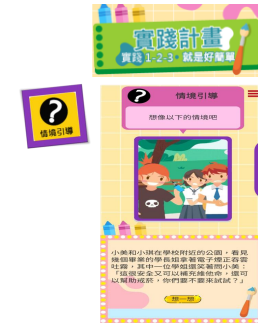 實踐計畫
實踐1·2·3·就是好簡單
?
情境引導
?
情境引導
想像以下的情境吧
小美和小琪在學校附近的公園，看見
幾個畢業的學長姐拿著電子煙正吞雲
吐霧，其中一位學姐還笑著問小美：
「這很安全又可以補充維他命，還可
以幫助戒菸，你們要不要來試試？」
想一想